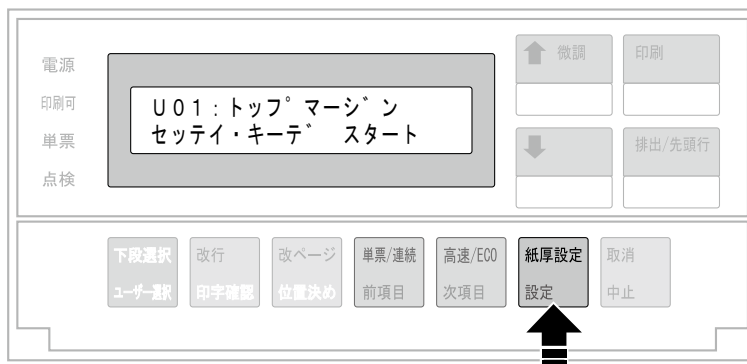 電源
印刷可
単票
点検
U01:トップ マージン
セッテイ・キーデ スタート
微調
印刷
排出/先頭行
下段選択
ユーザー選択
改行
印字確認
改ページ
位置決め
単票/連続
前項目
高速/ECO
次項目
紙厚設定
設定
取消
中止